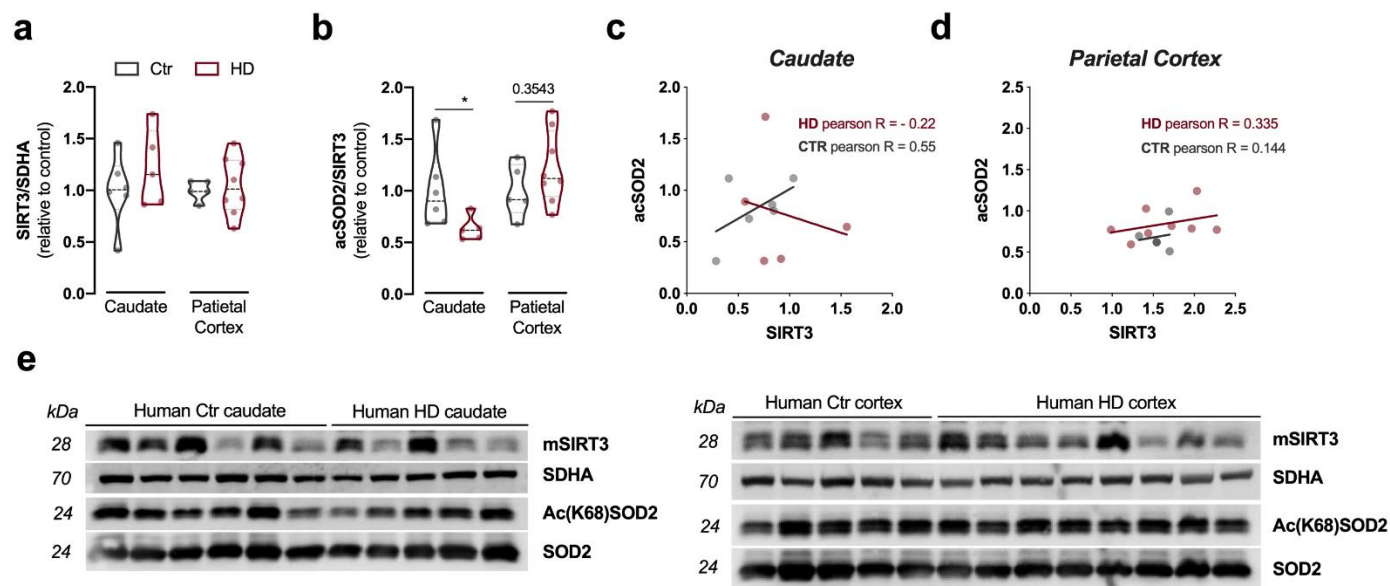 a
Ctr HD
SIRT3/SDHA
(relative to control)
2.0
1.5
1.0
0.5
0.0
Caudate
Patietal
Cortex
b
acSOD2/SIRT3
(relative to control)
2.0
1.5
1.0
0.5
0.0
*
0.3543
Caudate
Patietal
Cortex
c
Caudate
acSOD2
2.0
1.5
1.0
0.5
0.0
HD pearson R = - 0.22
CTR pearson R = 0.55
0.0 0.5 1.0 1.5 2.0
SIRT3
d
Parietal Cortex
acSOD2
2.5
2.0
1.5
1.0
0.5
0.0
HD pearson R = 0.335
CTR pearson R = 0.144
0.0 0.5 1.0 1.5 2.0 2.5
SIRT3
e
kDa Human Ctr caudate Human HD caudate
28 mSIRT3
70 SDHA
24 Ac(K68)SOD2
24 SOD2
kDa Human Ctr cortex Human HD cortex
28 mSIRT3
70 SDHA
24 Ac(K68)SOD2
24 SOD2